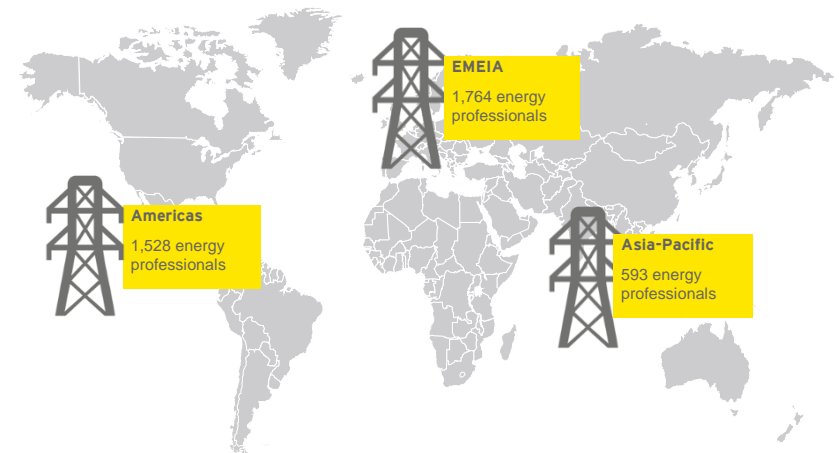 EMEIA
1,764 energy
professionals
Americas
1,528 energy
professionals
Asia-Pacific
593 energy
professionals